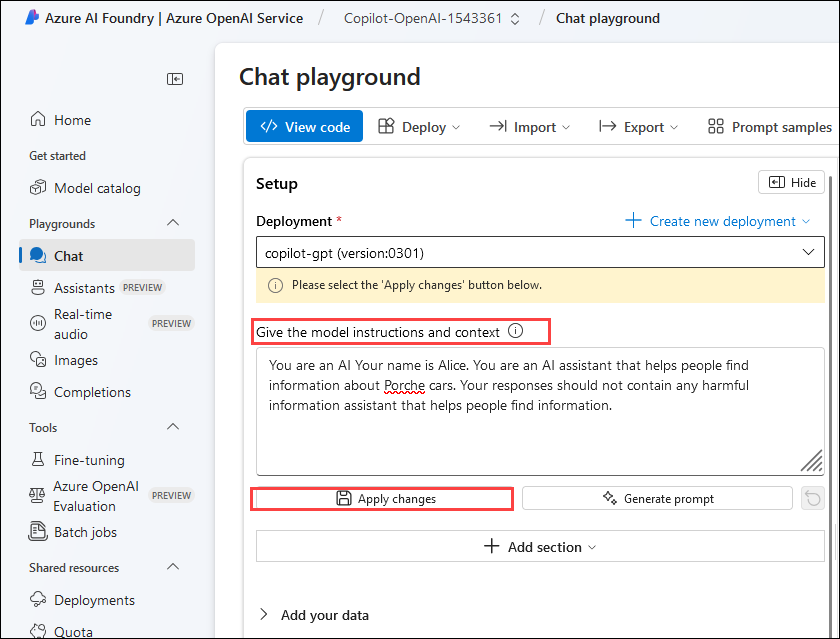 Azure AI Foundry | Azure OpenAI Service / Copilot-OpenAI-1543361 / Chat playground
Home
Get started
Model catalog
Playgrounds
Chat
Assistants PREVIEW
Real-time audio PREVIEW
Images
Completions
Tools
Fine-tuning
Azure OpenAI Evaluation PREVIEW
Batch jobs
Shared resources
Deployments
Quota
Chat playground
View code Deploy Import Export Prompt samples
Setup Hide
Deployment * Create new deployment
copilot-gpt (version:0301)
Please select the 'Apply changes' button below.
Give the model instructions and context
You are an AI Your name is Alice. You are an AI assistant that helps people find
information about Porche cars. Your responses should not contain any harmful
information assistant that helps people find information.
Apply changes Generate prompt
Add section
Add your data